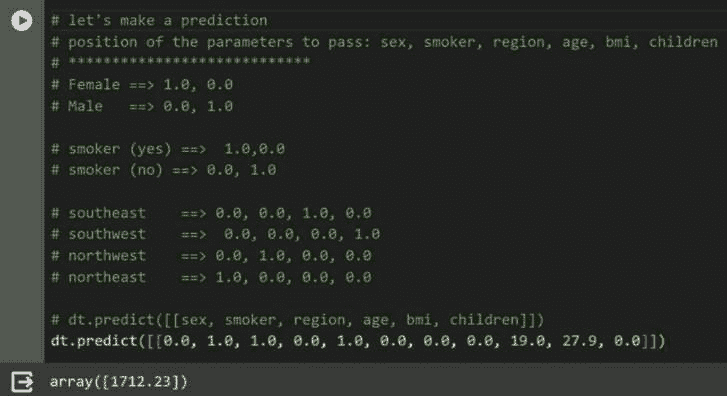 # let's make a prediction
# position of the parameters to pass: sex, smoker, region, age, bmi, children
# ****************************
# Female ==> 1.0, 0.0
# Male   ==> 0.0, 1.0
# smoker (yes) ==>  1.0,0.0
# smoker (no) ==> 0.0, 1.0
# southeast    ==> 0.0, 0.0, 1.0, 0.0
# southwest    ==>  0.0, 0.0, 0.0, 1.0
# northwest    ==> 0.0, 1.0, 0.0, 0.0
# northeast    ==> 1.0, 0.0, 0.0, 0.0
# dt.predict([[sex, smoker, region, age, bmi, children]])
dt.predict([[0.0, 1.0, 1.0, 0.0, 1.0, 0.0, 0.0, 0.0, 19.0, 27.9, 0.0]])
array([1712.23])